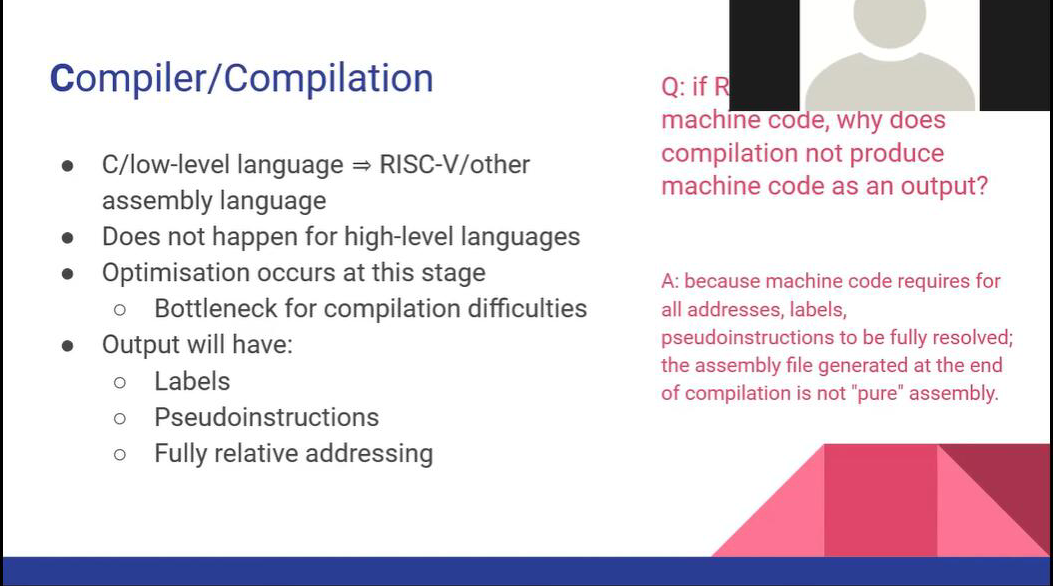 Compiler/Compilation
● C/low-level language ⇒ RISC-V/other
assembly language
● Does not happen for high-level languages
● Optimisation occurs at this stage
○ Bottleneck for compilation difficulties
● Output will have:
○ Labels
○ Pseudoinstructions
○ Fully relative addressing
Q: if
machine code, why does
compilation not produce
machine code as an output?
A: because machine code requires for
all addresses, labels,
pseudoinstructions to be fully resolved;
the assembly file generated at the end
of compilation is not "pure" assembly.